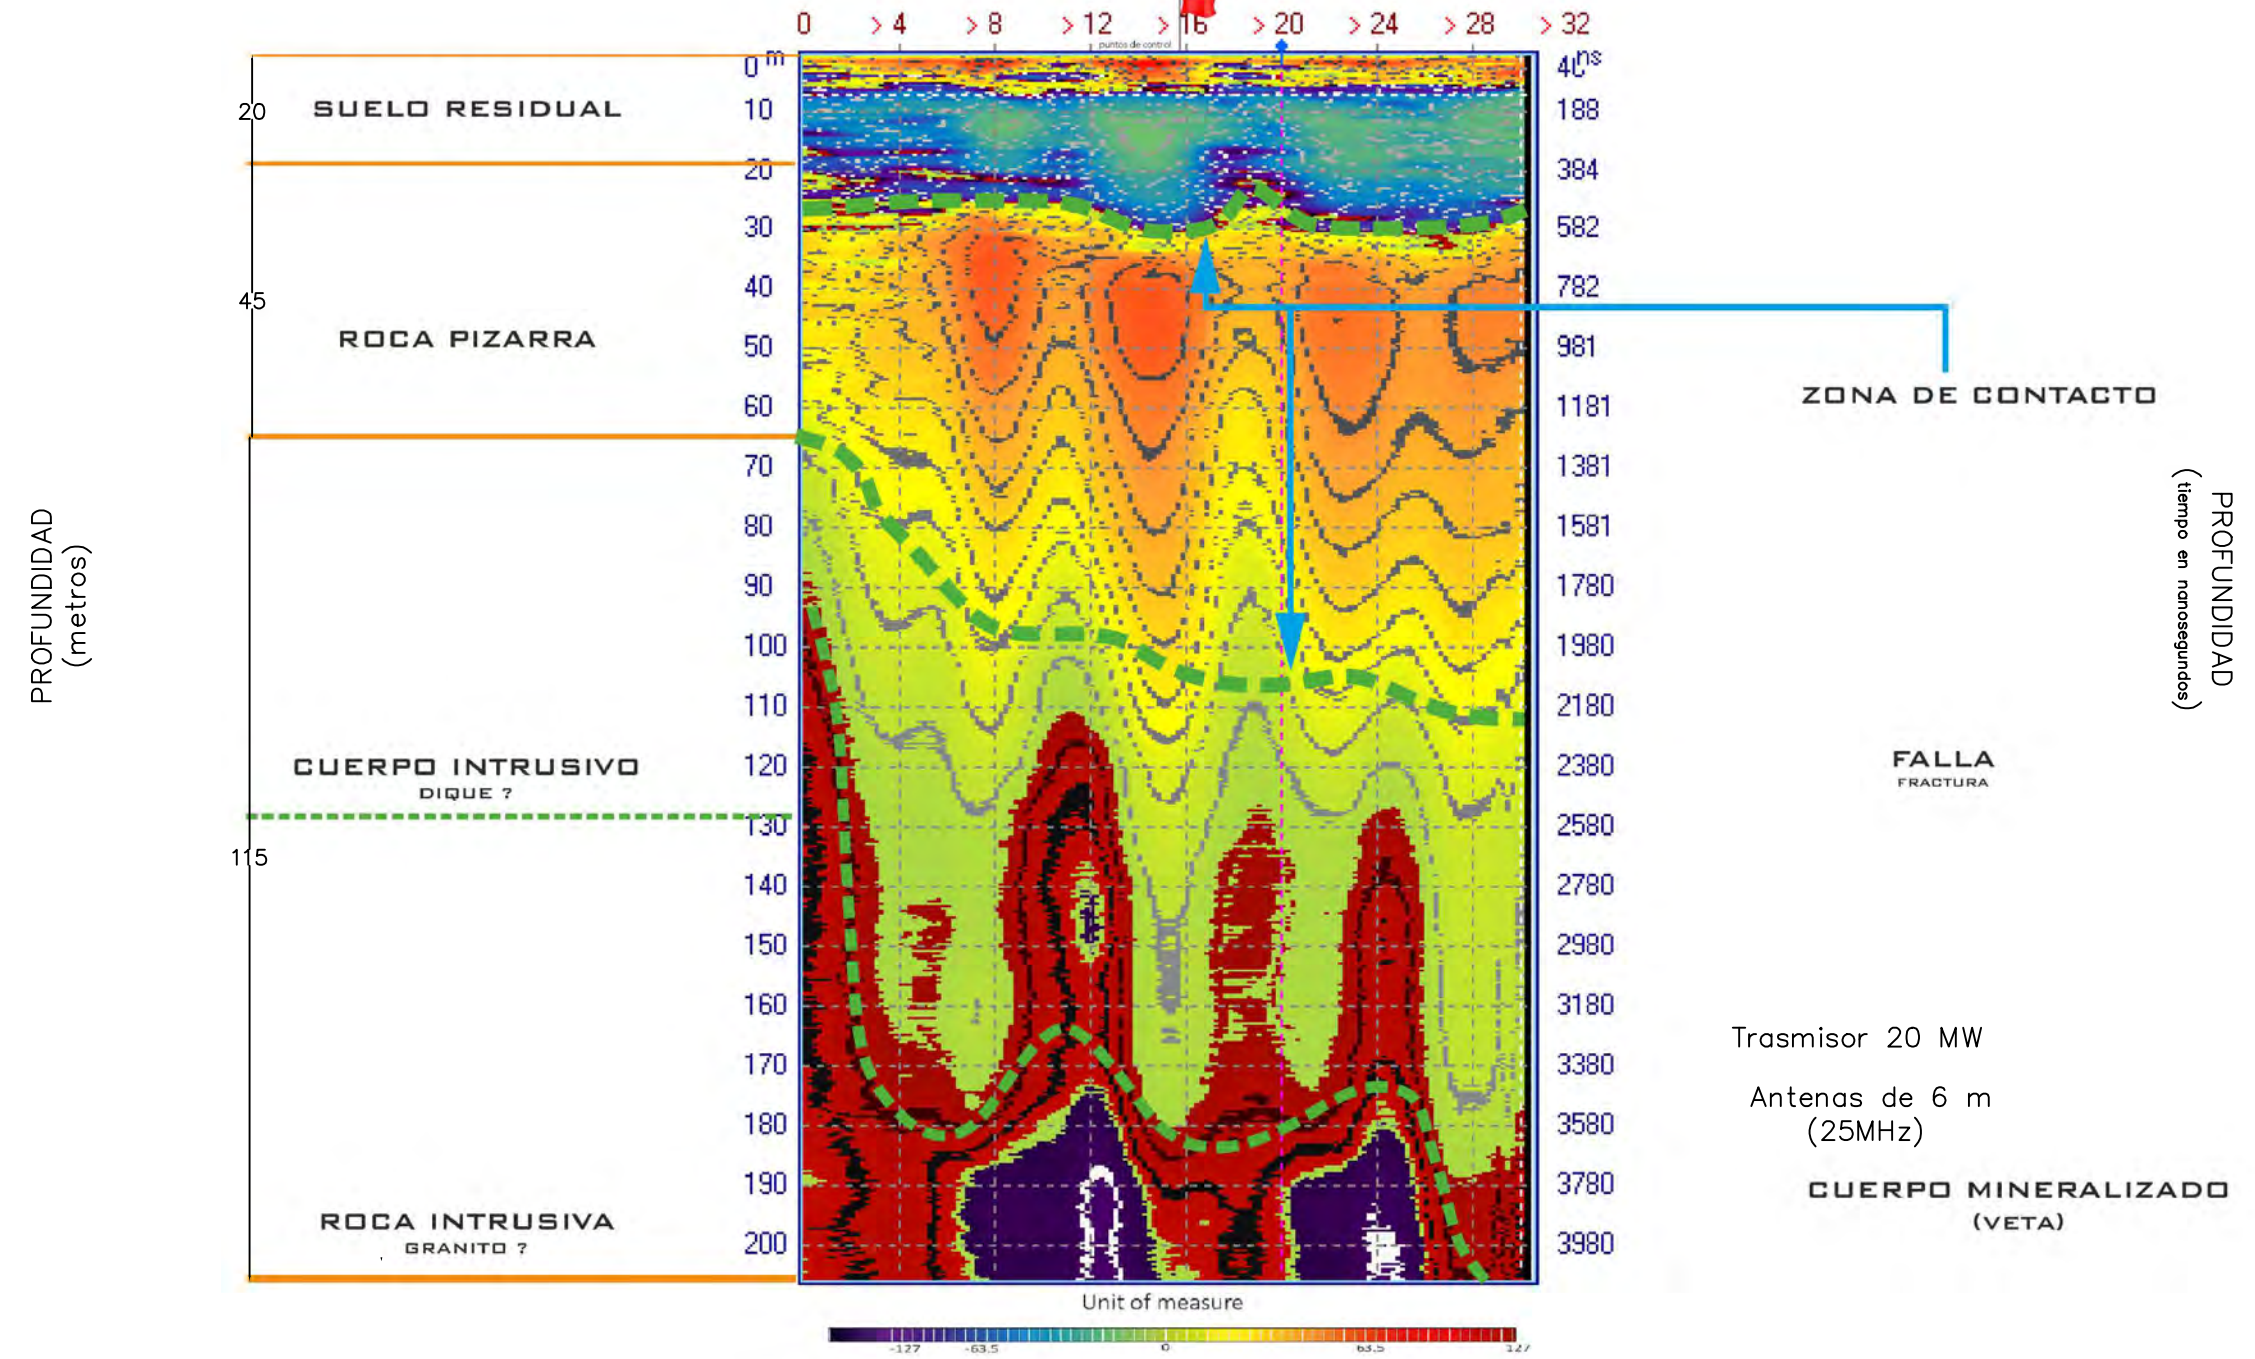 0 > 4 > 8 > 12 > 16 > 20 > 24 > 28 > 32
puntos de control
m
ns
0
10
20
30
40
50
60
70
80
90
100
110
120
130
140
150
160
170
180
190
200
40
188
384
582
782
981
1181
1381
1581
1780
1980
2180
2380
2580
2780
2980
3180
3380
3580
3780
3980
20
SUELO RESIDUAL
45
ROCA PIZARRA
PROFUNDIDAD
(metros)
CUERPO INTRUSIVO
DIQUE ?
115
ROCA INTRUSIVA
GRANITO ?
ZONA DE CONTACTO
PROFUNDIDAD
(tiempo en nanosegundos)
FALLA
FRACTURA
Trasmisor 20 MW
Antenas de 6 m
(25MHz)
CUERPO MINERALIZADO
(VETA)
Unit of measure
-127 -63.5 0 63.5 127